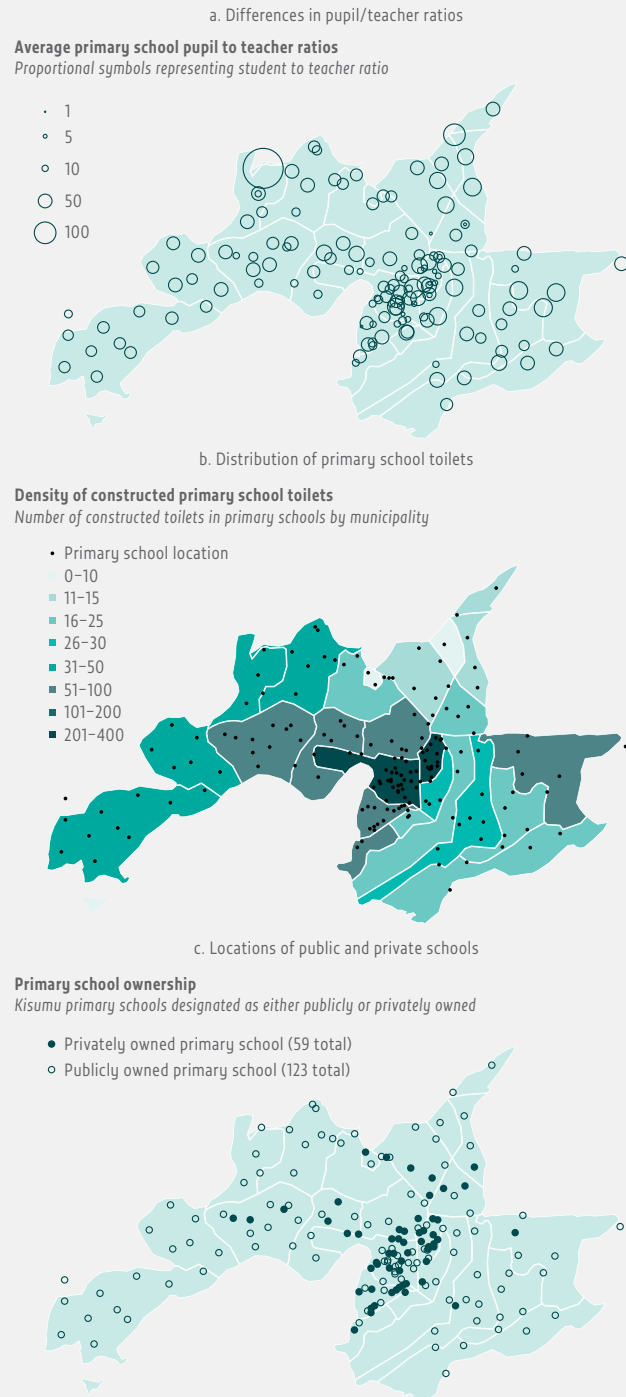 a. Differences in pupil/teacher ratios
Average primary school pupil to teacher ratios
Proportional symbols representing student to teacher ratio
1
5
10
50
100
b. Distribution of primary school toilets
Density of constructed primary school toilets
Number of constructed toilets in primary schools by municipality
Primary school location
0–10
11–15
16–25
26–30
31–50
51–100
101–200
201–400
c. Locations of public and private schools
Primary school ownership
Kisumu primary schools designated as either publicly or privately owned
Privately owned primary school (59 total)
Publicly owned primary school (123 total)